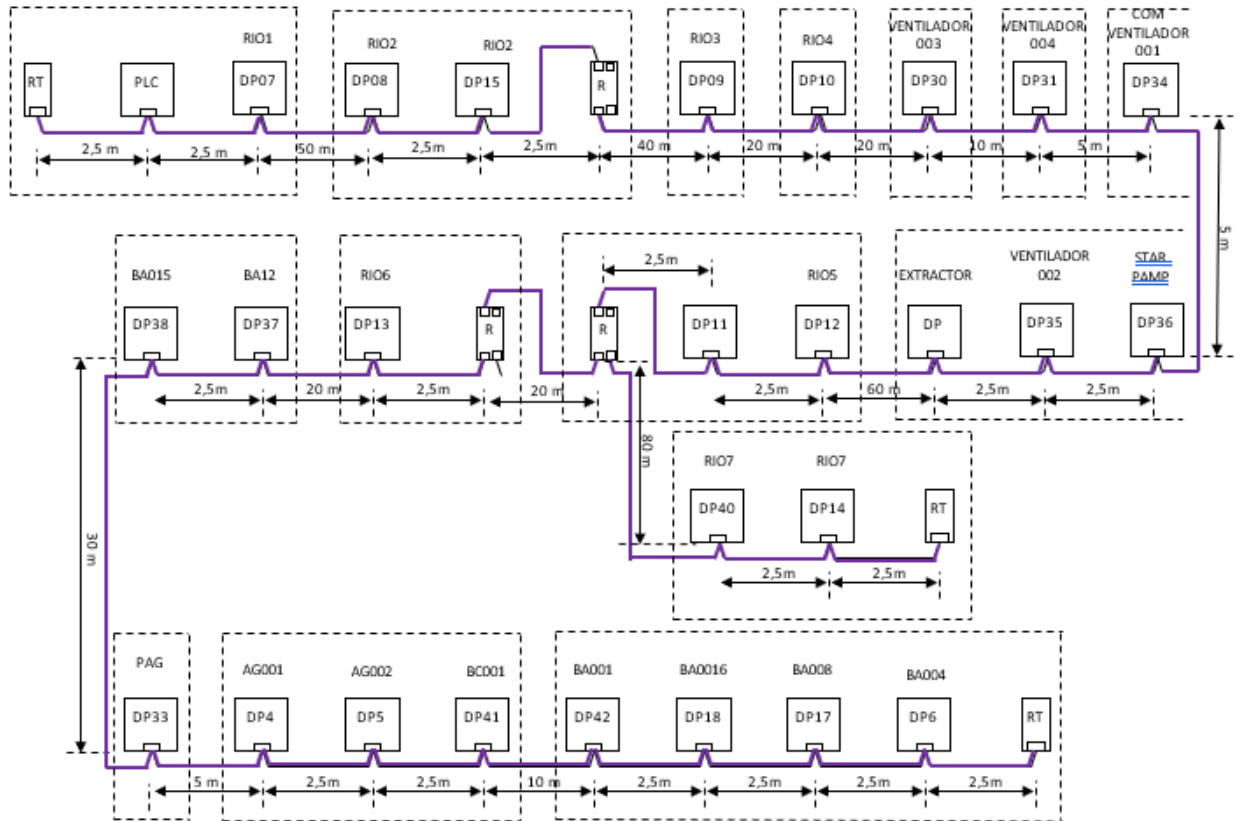 RIO1
RIO2
RIO2
RIO3
RIO4
VENTILADOR
003
VENTILADOR
004
COM
VENTILADOR
001
RT
PLC
DP07
DP08
DP15
R
DP09
DP10
DP30
DP31
DP34
2,5 m
2,5 m
50 m
2,5 m
2,5 m
40 m
20 m
20 m
10 m
5 m
5 m
BA015
BA12
RIO6
2,5m
RIO5
EXTRACTOR
VENTILADOR
002
STAR
PAMP
DP38
DP37
DP13
R
R
DP11
DP12
DP
DP35
DP36
2,5m
20 m
2,5m
20 m
2,5m
60 m
2,5m
2,5m
80 m
RIO7
RIO7
DP40
DP14
RT
2,5m
2,5m
30 m
PAG
AG001
AG002
BC001
BA001
BA0016
BA008
BA004
DP33
DP4
DP5
DP41
DP42
DP18
DP17
DP6
RT
5 m
2,5m
2,5m
10 m
2,5m
2,5m
2,5m
2,5m